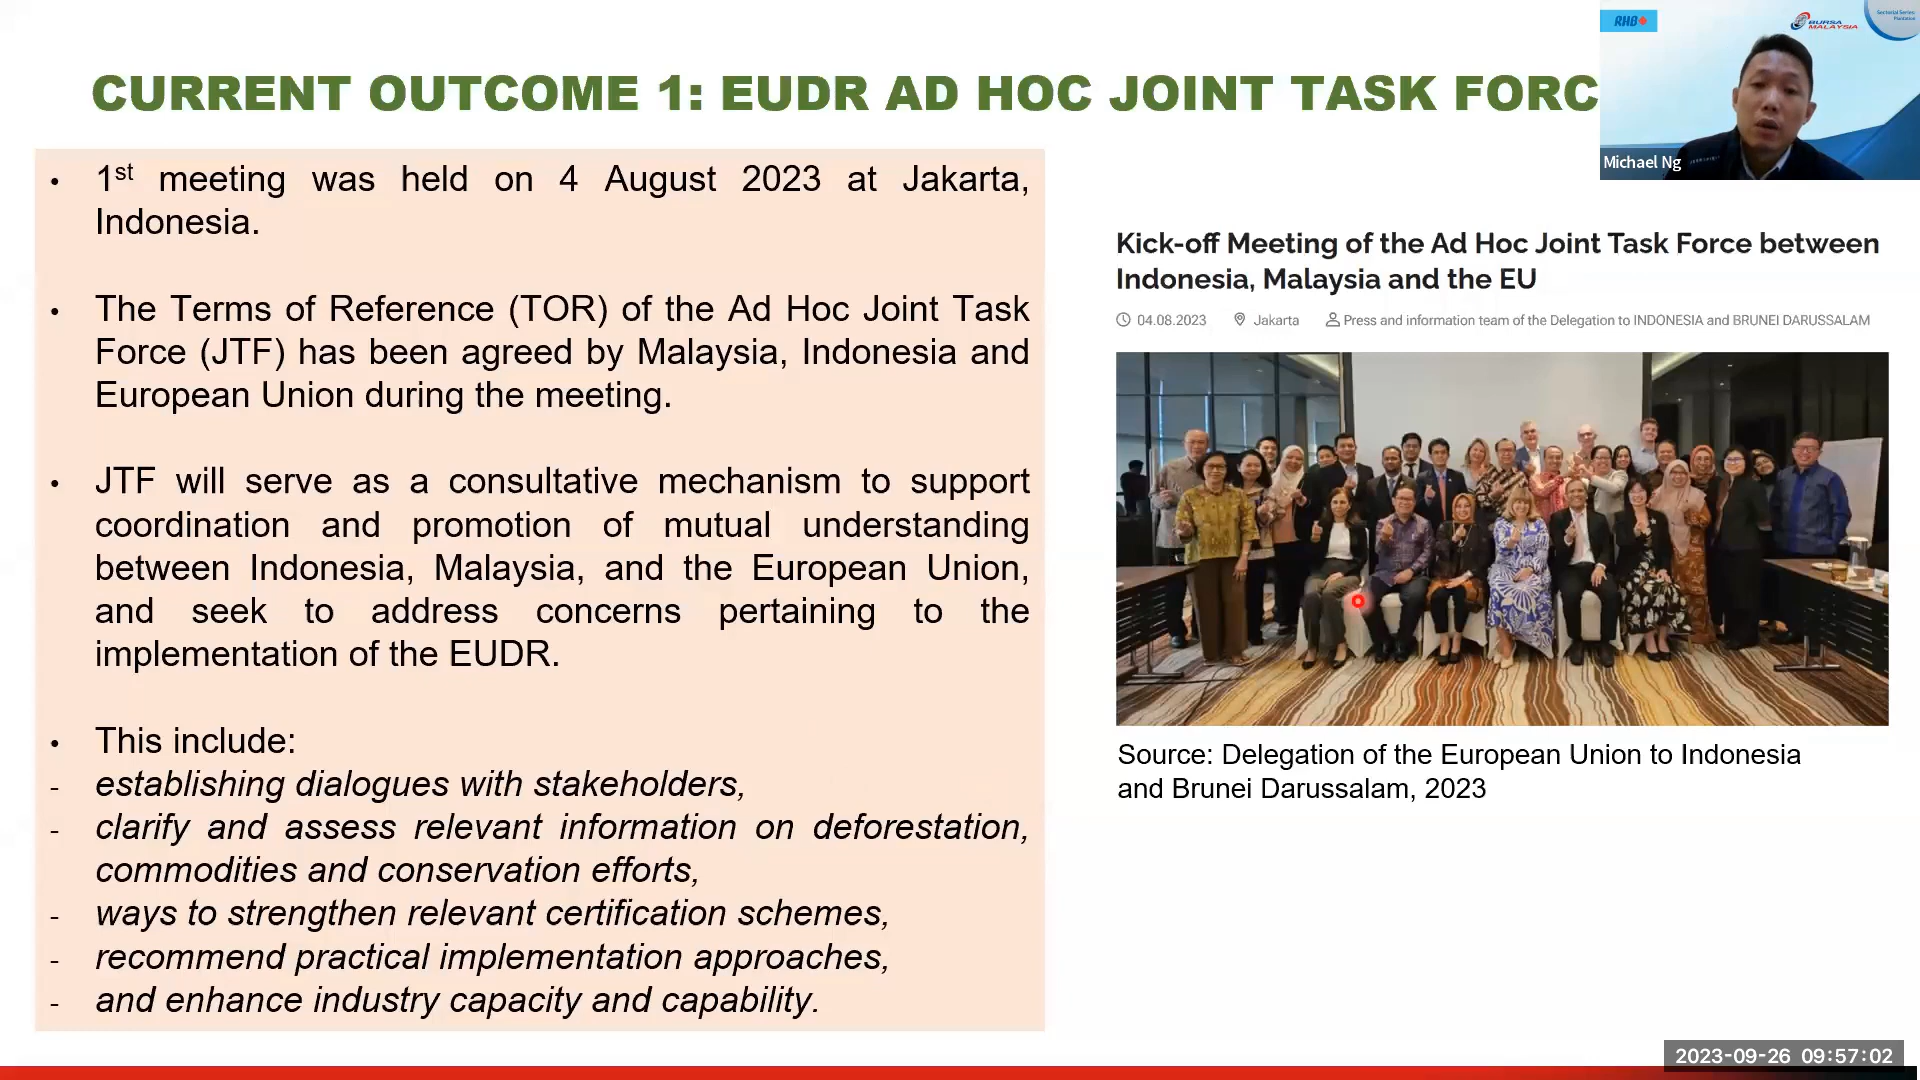 CURRENT OUTCOME 1: EUDR AD HOC JOINT TASK FORC
RHB
BURSA
MALAYSIA
Sectorial Series:
Plantation
Michael Ng
• 1st meeting was held on 4 August 2023 at Jakarta,
Indonesia.
• The Terms of Reference (TOR) of the Ad Hoc Joint Task
Force (JTF) has been agreed by Malaysia, Indonesia and
European Union during the meeting.
• JTF will serve as a consultative mechanism to support
coordination and promotion of mutual understanding
between Indonesia, Malaysia, and the European Union,
and seek to address concerns pertaining to the
implementation of the EUDR.
• This include:
- establishing dialogues with stakeholders,
- clarify and assess relevant information on deforestation,
commodities and conservation efforts,
- ways to strengthen relevant certification schemes,
- recommend practical implementation approaches,
- and enhance industry capacity and capability.
Kick-off Meeting of the Ad Hoc Joint Task Force between
Indonesia, Malaysia and the EU
04.08.2023 Jakarta Press and information team of the Delegation to INDONESIA and BRUNEI DARUSSALAM
Source: Delegation of the European Union to Indonesia
and Brunei Darussalam, 2023
2023-09-26 09:57:02